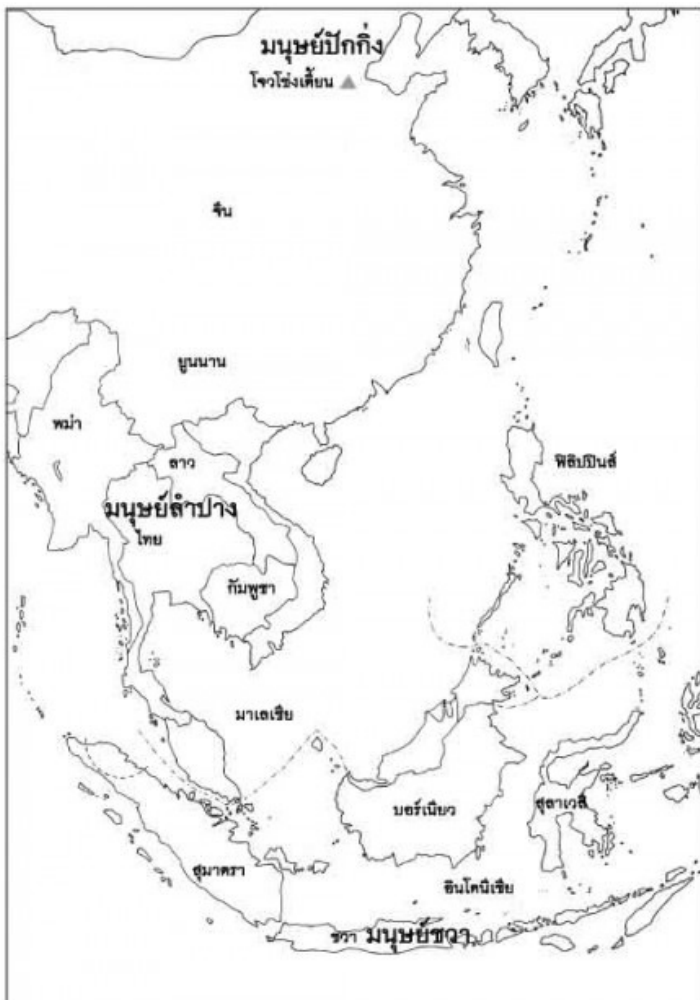 มนุษย์ปักกิ่ง
โจวโข่งเตี้ยน
จีน
ยูนนาน
พม่า
ลาว
ฟิลิปปินส์
มนุษย์ลำปาง
ไทย
กัมพูชา
มาเลเซีย
บอร์เนียว
สุลาเวสี
สุมาตรา
อินโดนีเซีย
ชวา มนุษย์ชวา